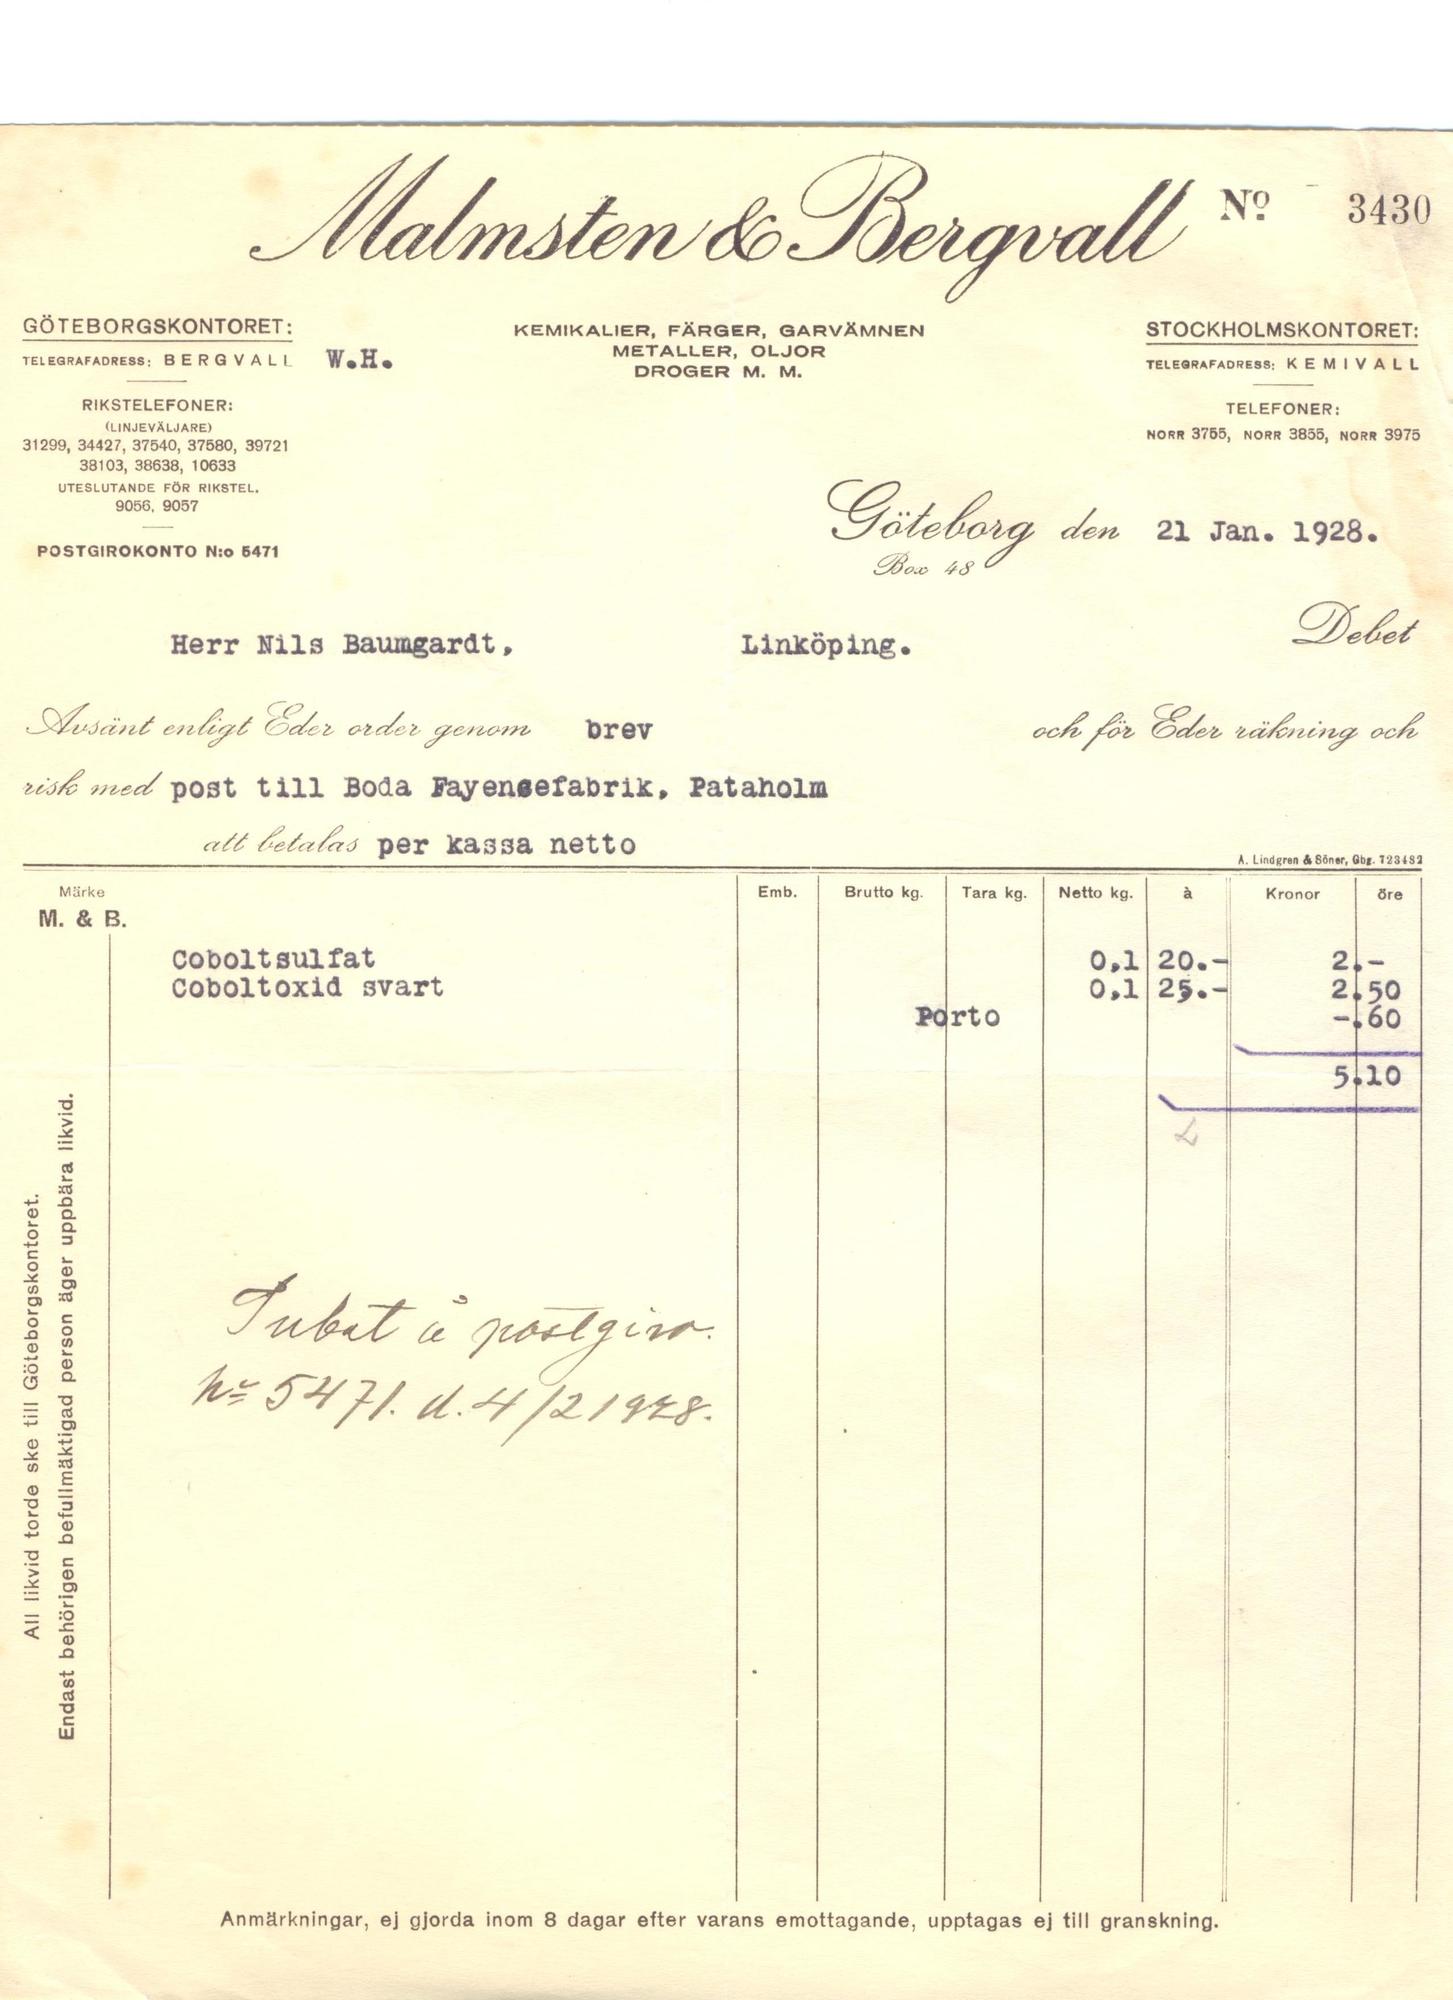 Malmsten & Bergvall
No 3430
GÖTEBORGSKONTORET:
TELEGRAFADRESS: BERGVALL
W.H.
RIKSTELEFONER:
(LINJEVÄLJARE)
31299, 34427, 37540, 37580, 39721
38103, 38638, 10633
UTESLUTANDE FÖR RIKSTEL.
9056, 9057
POSTGIROKONTO N:o 5471
KEMIKALIER, FÄRGER, GARVÄMNEN
METALLER, OLJOR
DROGER M. M.
STOCKHOLMSKONTORET:
TELEGRAFADRESS: KEMIVALL
TELEFONER:
NORR 3755, NORR 3855, NORR 3975
Göteborg den 21 Jan. 1928.
Box 48
Herr Nils Baumgardt, Linköping. Debet
Avsänt enligt Eder order genom brev och för Eder räkning och
risk med post till Boda Fayensefabrik, Pataholm
att betalas per kassa netto
A. Lindgren & Söner, Gbg. 723482
Märke Emb. Brutto kg. Tara kg. Netto kg. à Kronor öre
M. & B.
Coboltsulfat 0,1 20.- 2.-
Coboltoxid svart 0,1 25.- 2.50
Porto -.60
5.10
å postgiro.
No 5471. d. 4/2 1928.
All likvid torde ske till Göteborgskontoret.
Endast behörigen befullmäktigad person äger uppbära likvid.
Anmärkningar, ej gjorda inom 8 dagar efter varans emottagande, upptagas ej till granskning.